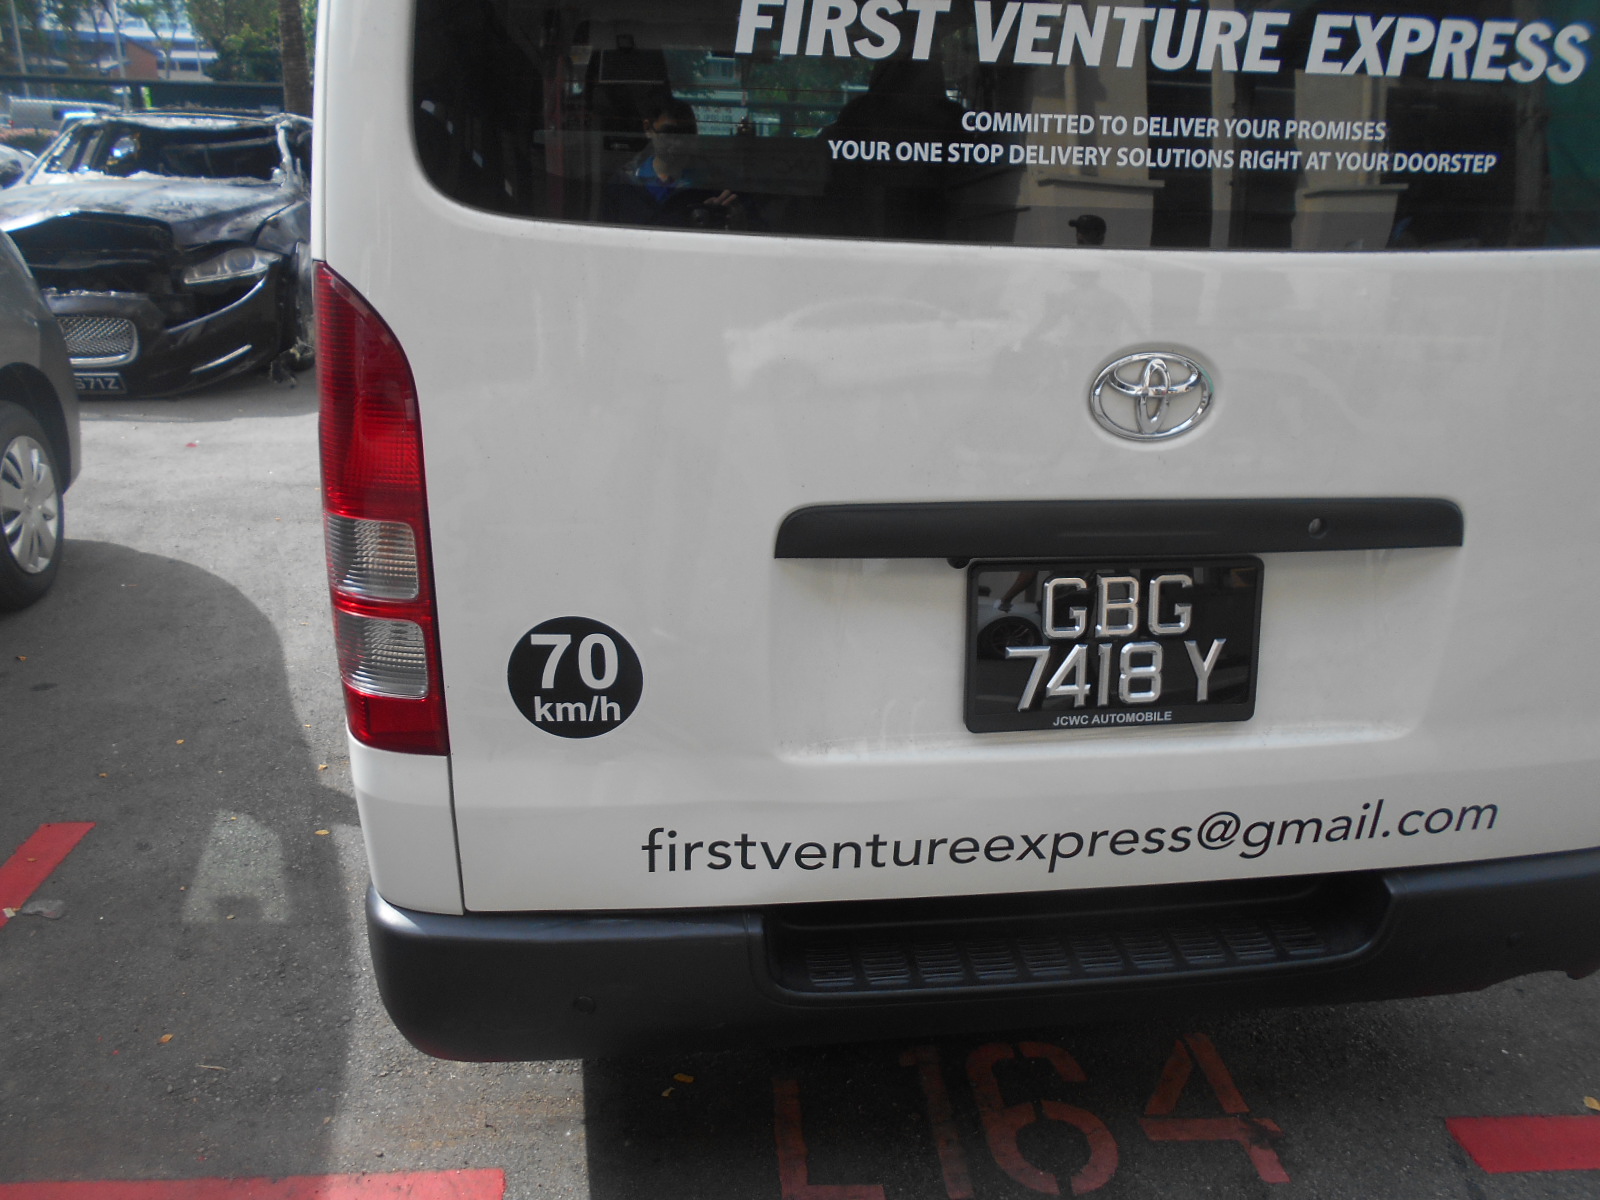 FIRST VENTURE EXPRESS
COMMITTED TO DELIVER YOUR PROMISES
YOUR ONE STOP DELIVERY SOLUTIONS RIGHT AT YOUR DOORSTEP
671Z
GBG
7418 Y
JCWC AUTOMOBILE
70
km/h
firstventureexpress@gmail.com
L164